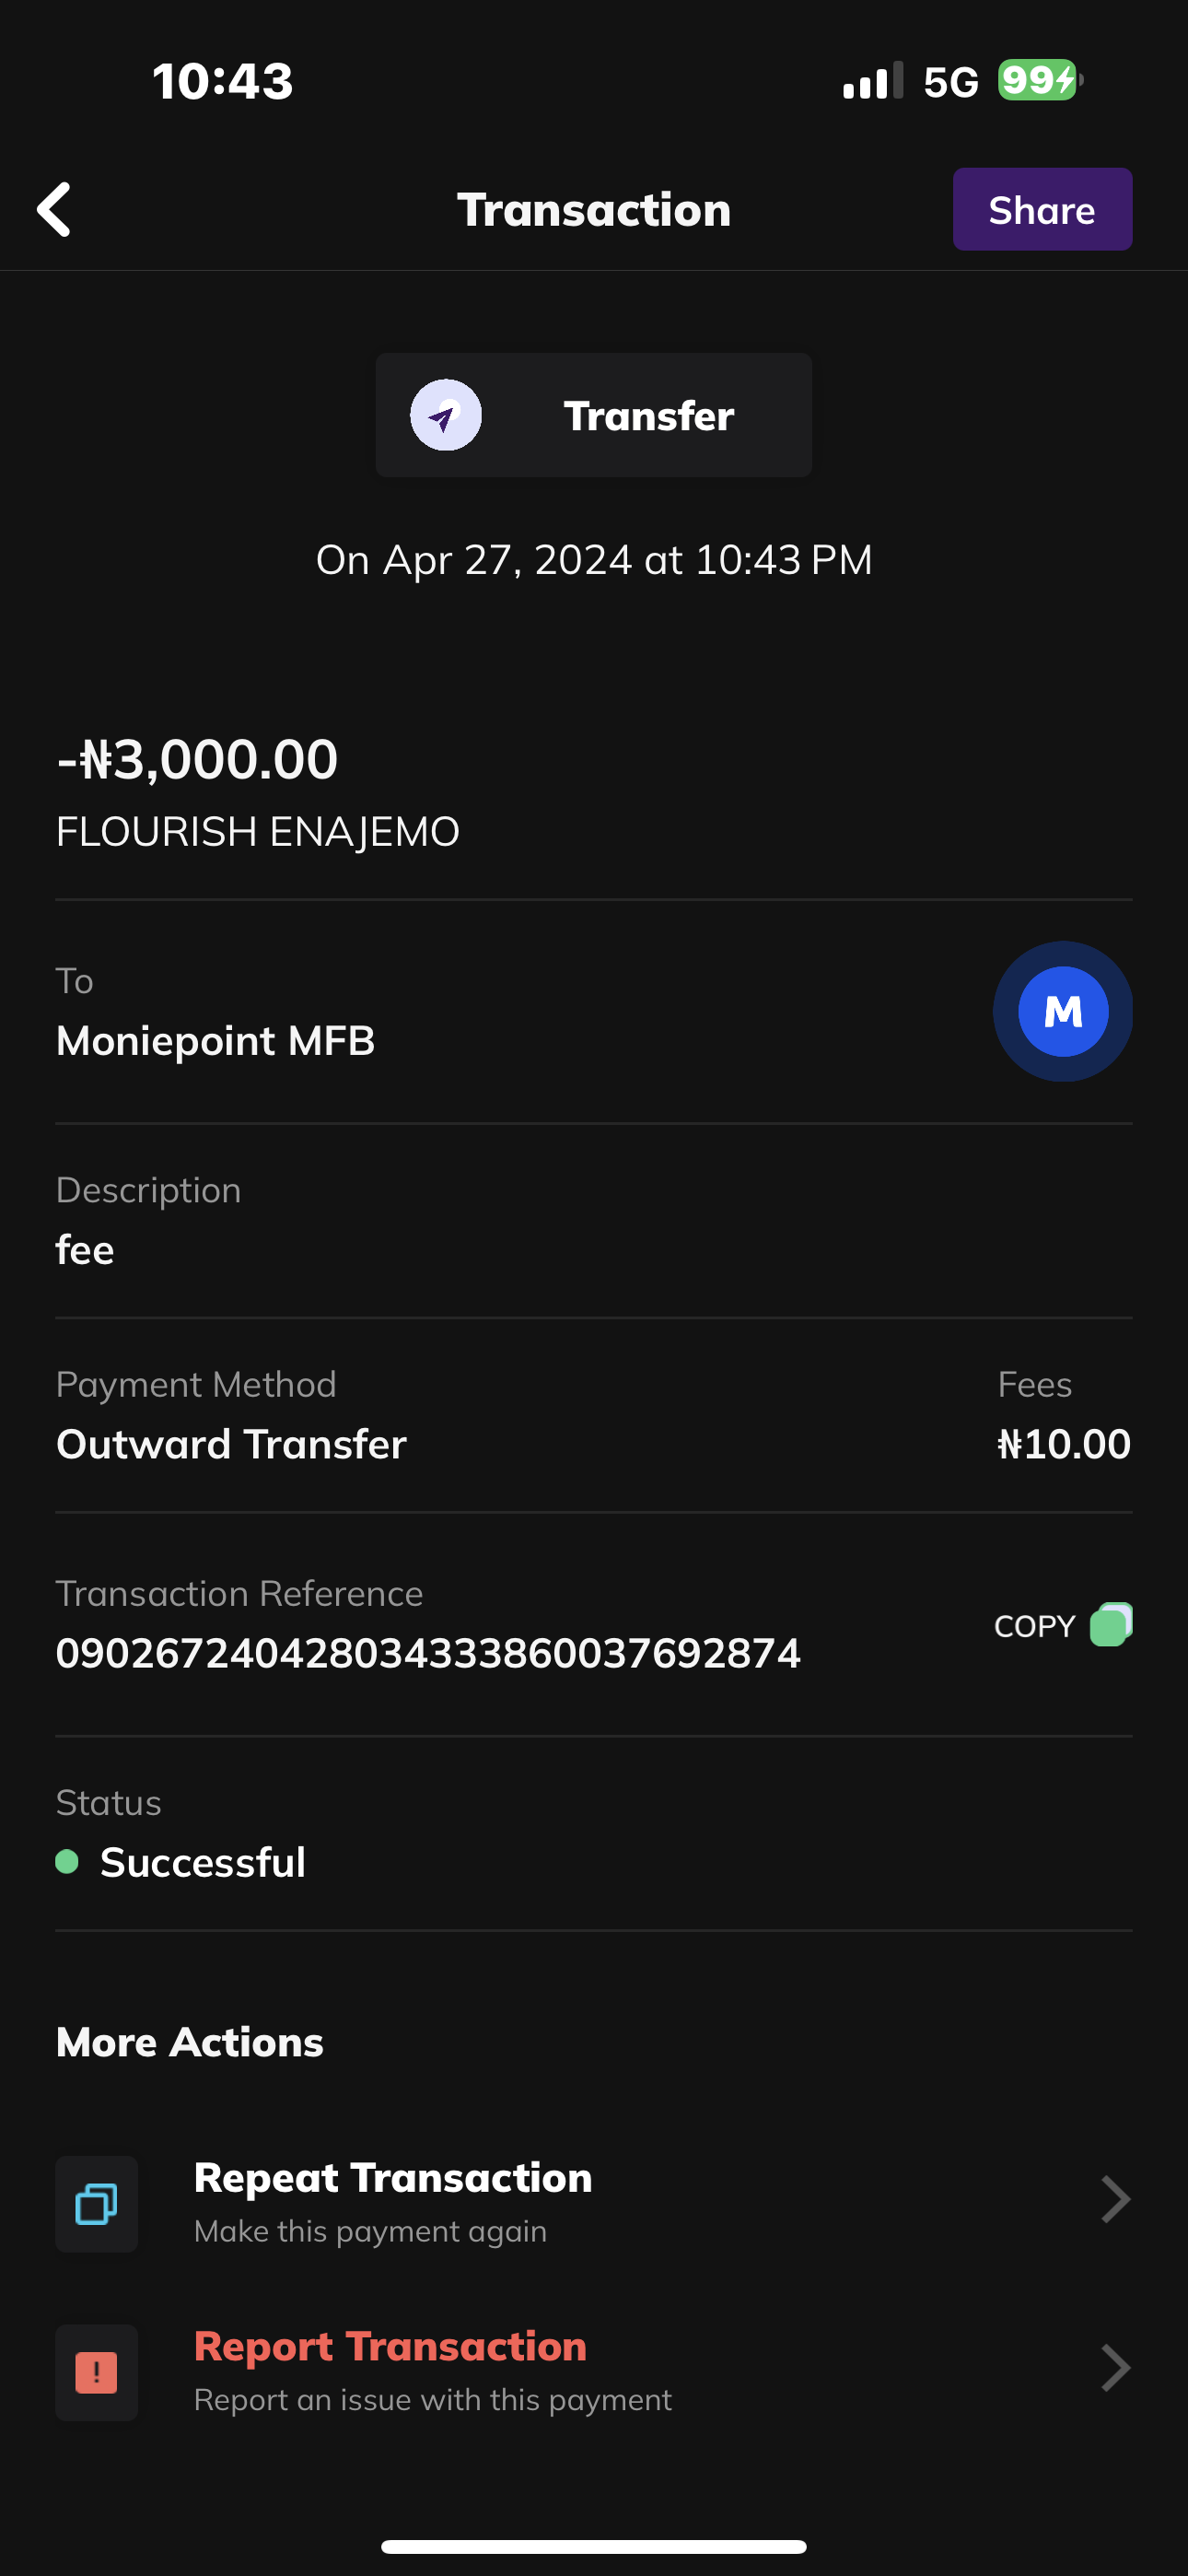 10:43 5G 99
Transaction Share
Transfer
On Apr 27, 2024 at 10:43 PM
-₦3,000.00
FLOURISH ENAJEMO
To
Moniepoint MFB
M
Description
fee
Payment Method Fees
Outward Transfer ₦10.00
Transaction Reference
090267240428034333860037692874
COPY
Status
Successful
More Actions
Repeat Transaction
Make this payment again
!
Report Transaction
Report an issue with this payment